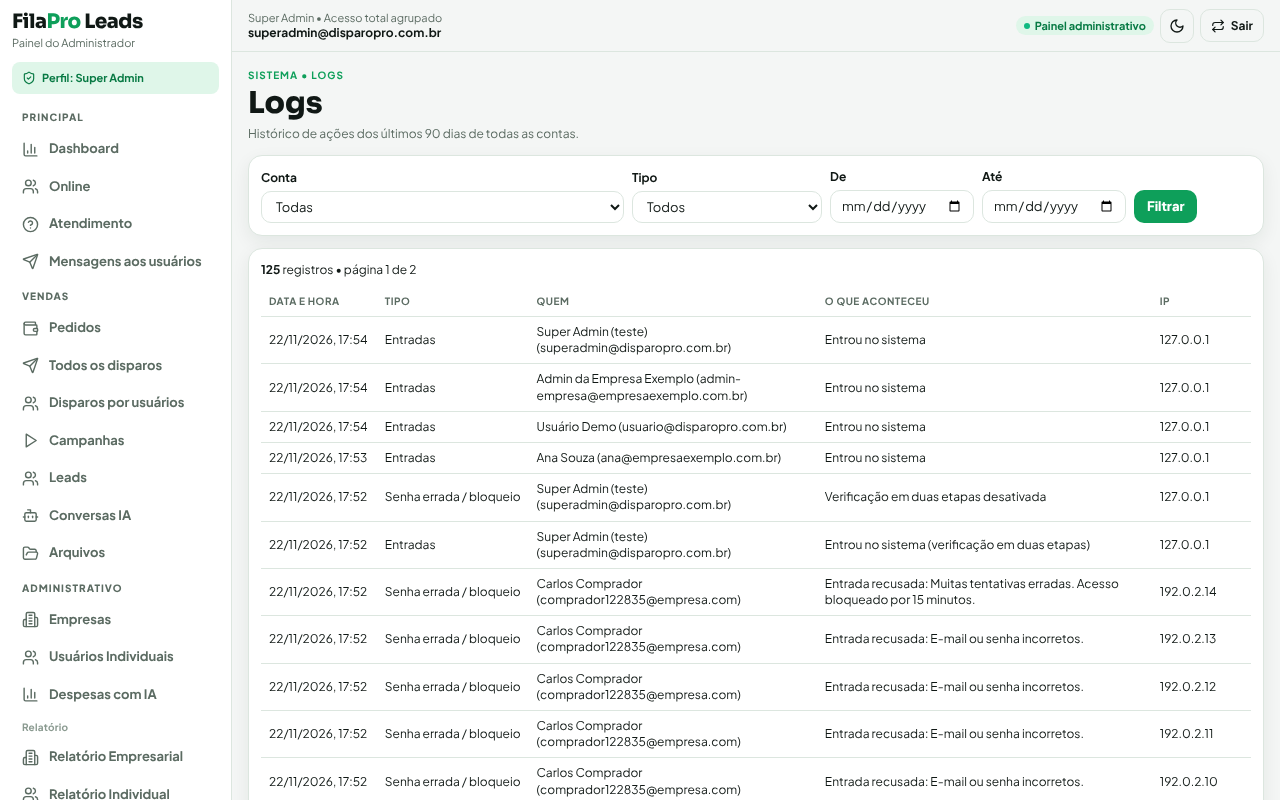 FilaPro Leads
Painel do Administrador
Perfil: Super Admin
PRINCIPAL
Dashboard
Online
Atendimento
Mensagens aos usuários
VENDAS
Pedidos
Todos os disparos
Disparos por usuários
Campanhas
Leads
Conversas IA
Arquivos
ADMINISTRATIVO
Empresas
Usuários Individuais
Despesas com IA
Relatório
Relatório Empresarial
Relatório Individual
Super Admin • Acesso total agrupado
superadmin@disparopro.com.br
Painel administrativo
Sair
SISTEMA • LOGS
Logs
Histórico de ações dos últimos 90 dias de todas as contas.
Conta Tipo De Até
Todas Todos mm/dd/yyyy mm/dd/yyyy Filtrar
125 registros • página 1 de 2
DATA E HORA TIPO QUEM O QUE ACONTECEU IP
22/11/2026, 17:54 Entradas Super Admin (teste) (superadmin@disparopro.com.br) Entrou no sistema 127.0.0.1
22/11/2026, 17:54 Entradas Admin da Empresa Exemplo (admin-empresa@empresaexemplo.com.br) Entrou no sistema 127.0.0.1
22/11/2026, 17:54 Entradas Usuário Demo (usuario@disparopro.com.br) Entrou no sistema 127.0.0.1
22/11/2026, 17:53 Entradas Ana Souza (ana@empresaexemplo.com.br) Entrou no sistema 127.0.0.1
22/11/2026, 17:52 Senha errada / bloqueio Super Admin (teste) (superadmin@disparopro.com.br) Verificação em duas etapas desativada 127.0.0.1
22/11/2026, 17:52 Entradas Super Admin (teste) (superadmin@disparopro.com.br) Entrou no sistema (verificação em duas etapas) 127.0.0.1
22/11/2026, 17:52 Senha errada / bloqueio Carlos Comprador (comprador122835@empresa.com) Entrada recusada: Muitas tentativas erradas. Acesso bloqueado por 15 minutos. 192.0.2.14
22/11/2026, 17:52 Senha errada / bloqueio Carlos Comprador (comprador122835@empresa.com) Entrada recusada: E-mail ou senha incorretos. 192.0.2.13
22/11/2026, 17:52 Senha errada / bloqueio Carlos Comprador (comprador122835@empresa.com) Entrada recusada: E-mail ou senha incorretos. 192.0.2.12
22/11/2026, 17:52 Senha errada / bloqueio Carlos Comprador (comprador122835@empresa.com) Entrada recusada: E-mail ou senha incorretos. 192.0.2.11
22/11/2026, 17:52 Senha errada / bloqueio Carlos Comprador (comprador122835@empresa.com) Entrada recusada: E-mail ou senha incorretos. 192.0.2.10